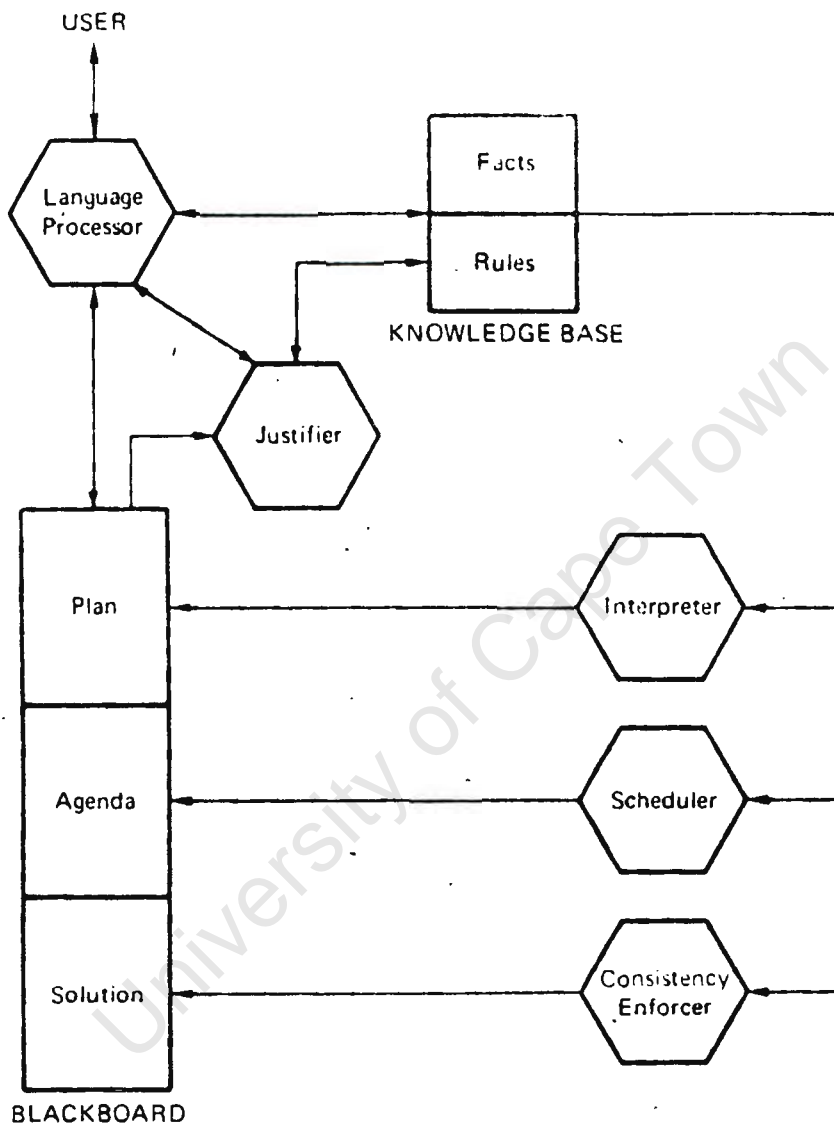 USER
Language
Processor
Facts
Rules
KNOWLEDGE BASE
Justifier
Plan
Interpreter
Agenda
Scheduler
Solution
Consistency
Enforcer
BLACKBOARD
University of Cape Town